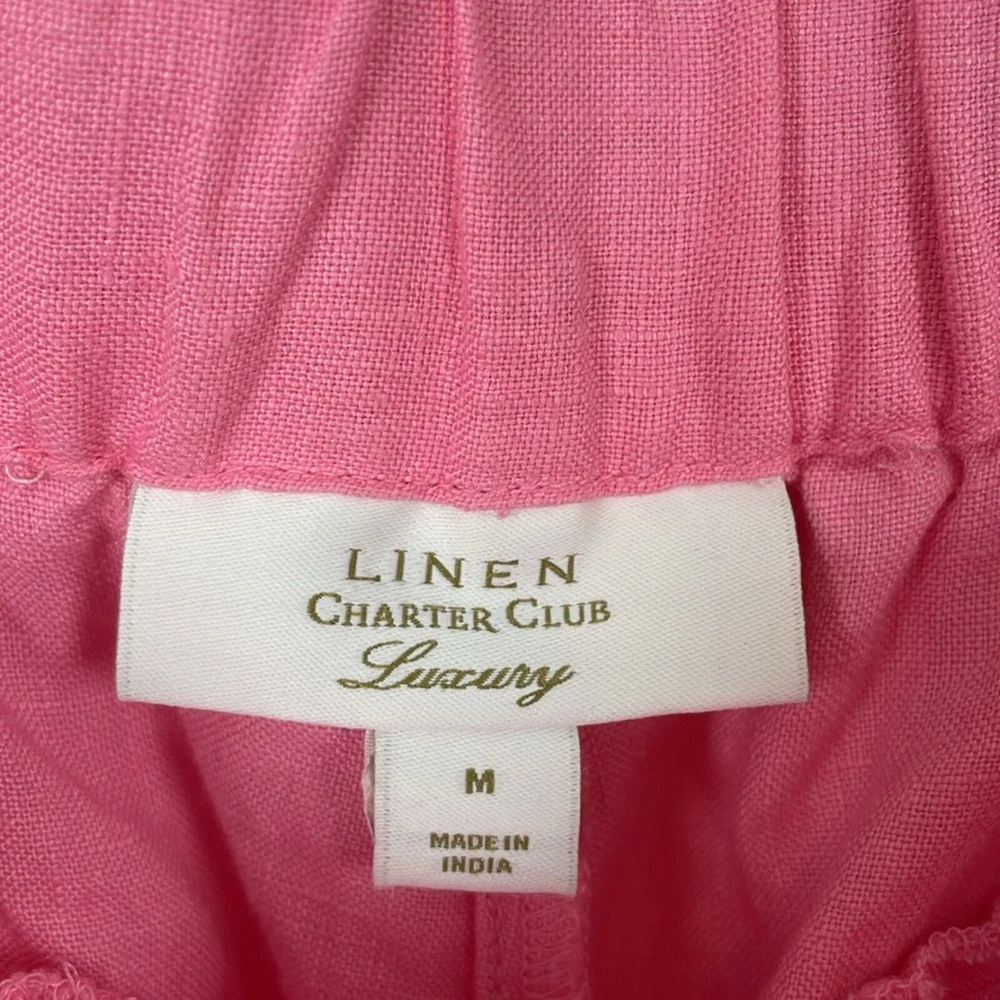 LINEN
CHARTER CLUB
Luxury
M
MADE IN
INDIA